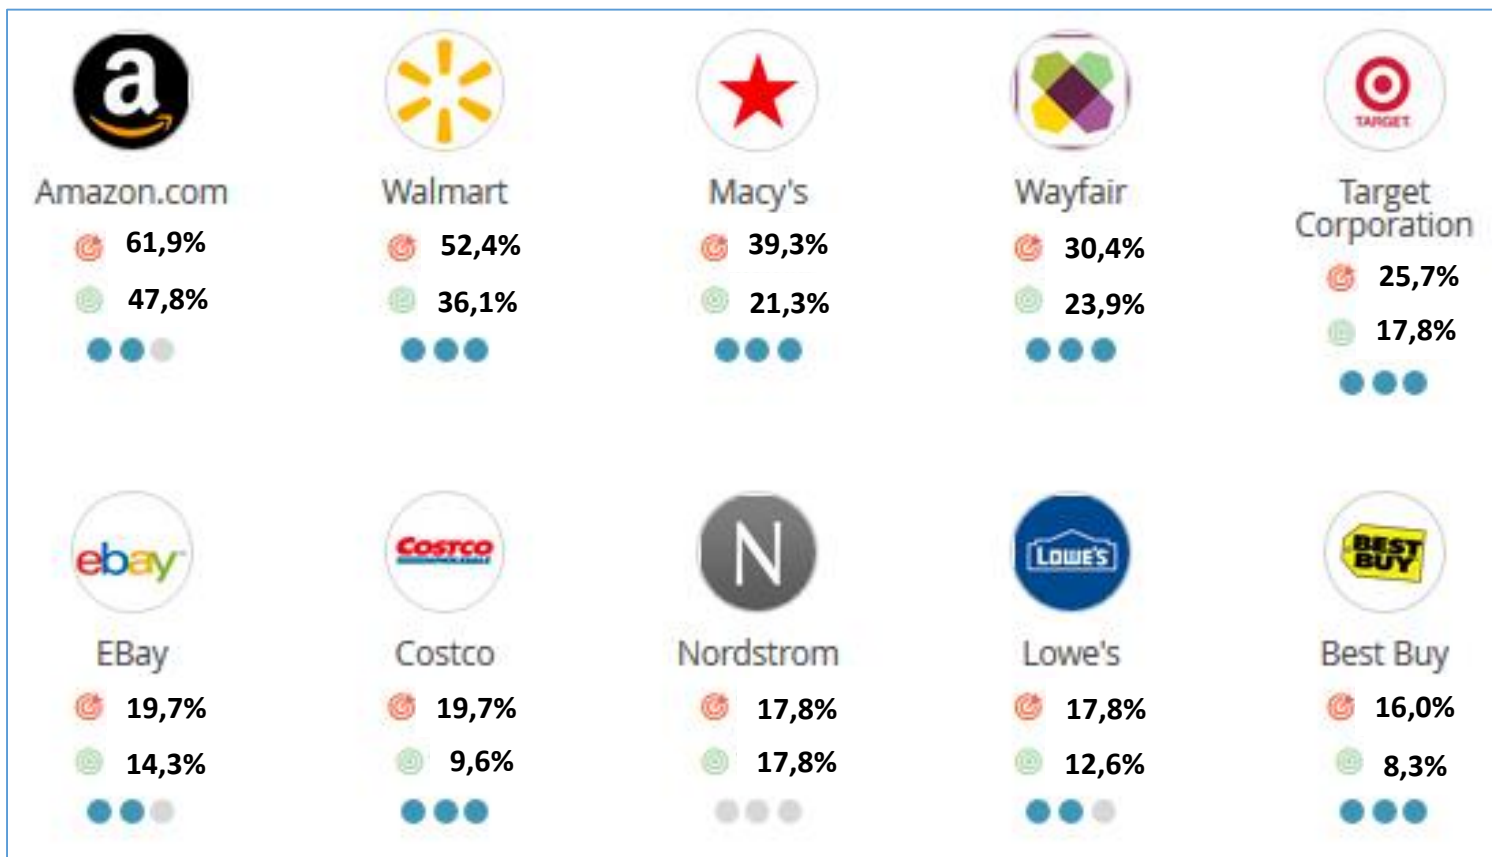 a
TARGET
Amazon.com
Walmart
Macy's
Wayfair
Target
Corporation
61,9%
52,4%
39,3%
30,4%
25,7%
47,8%
36,1%
21,3%
23,9%
17,8%
ebay
COSTCO
N
LOWE'S
BEST
BUY
EBay
Costco
Nordstrom
Lowe's
Best Buy
19,7%
19,7%
17,8%
17,8%
16,0%
14,3%
9,6%
17,8%
12,6%
8,3%